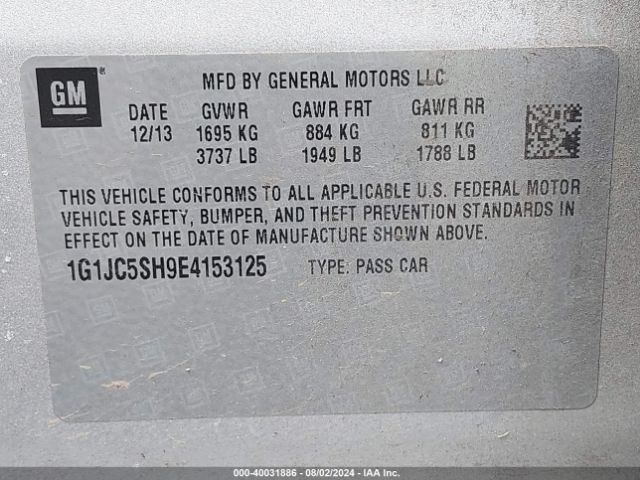 GM ®
MFD BY GENERAL MOTORS LLC
DATE GVWR GAWR FRT GAWR RR
12/13 1695 KG 884 KG 811 KG
3737 LB 1949 LB 1788 LB
THIS VEHICLE CONFORMS TO ALL APPLICABLE U.S. FEDERAL MOTOR
VEHICLE SAFETY, BUMPER, AND THEFT PREVENTION STANDARDS IN
EFFECT ON THE DATE OF MANUFACTURE SHOWN ABOVE.
1G1JC5SH9E4153125 TYPE: PASS CAR
000-40031886 - 08/02/2024 - IAA Inc.